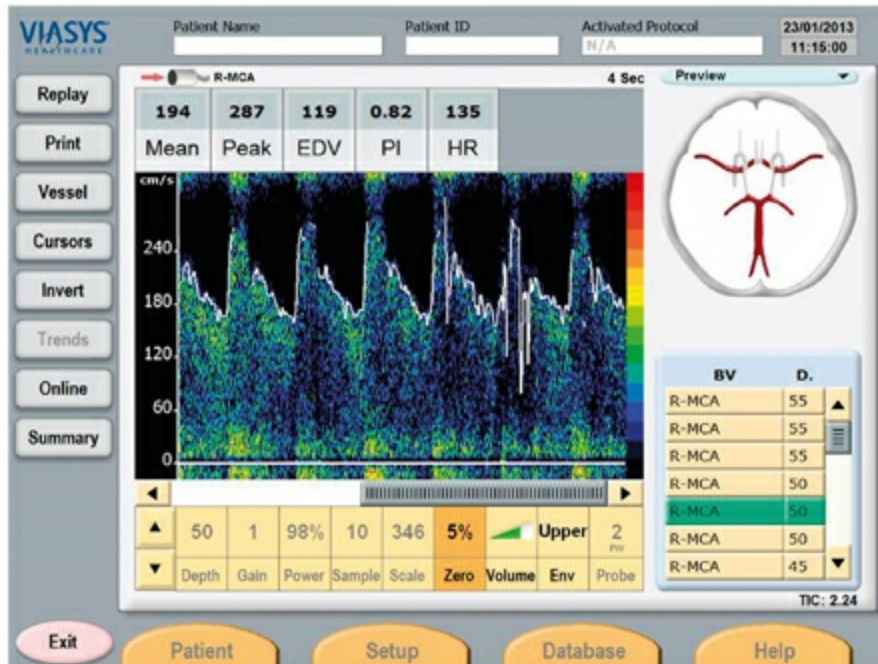 VIASYS
HEALTHCARE
Patient Name
Patient ID
Activated Protocol
N/A
23/01/2013
11:15:00
Replay
Print
Vessel
Cursors
Invert
Trends
Online
Summary
Exit
R-MCA
4 Sec
194 287 119 0.82 135
Mean Peak EDV PI HR
cm/s
240
180
120
60
0
50 1 98% 10 346 5% Upper 2
PW
Depth Gain Power Sample Scale Zero Volume Env Probe
Preview
BV D.
R-MCA 55
R-MCA 55
R-MCA 55
R-MCA 50
R-MCA 50
R-MCA 50
R-MCA 45
TIC: 2.24
Patient Setup Database Help